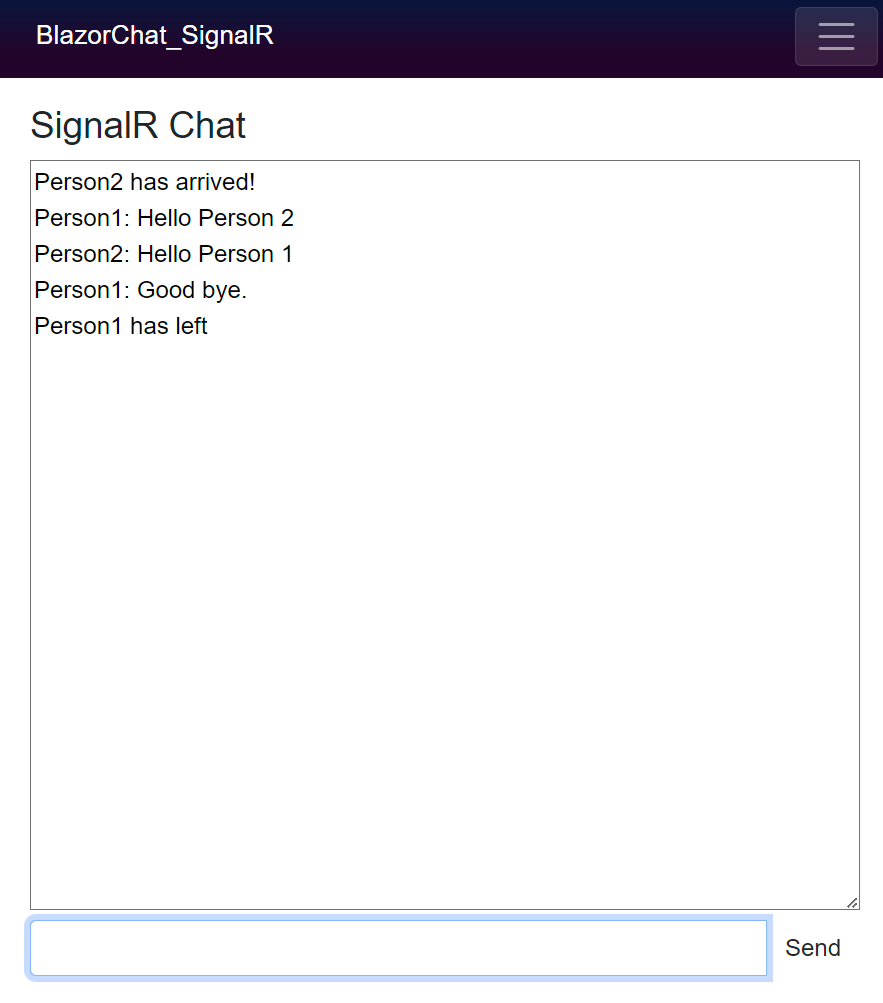 BlazorChat_SignalR
SignalR Chat
Person2 has arrived!
Person1: Hello Person 2
Person2: Hello Person 1
Person1: Good bye.
Person1 has left
Send